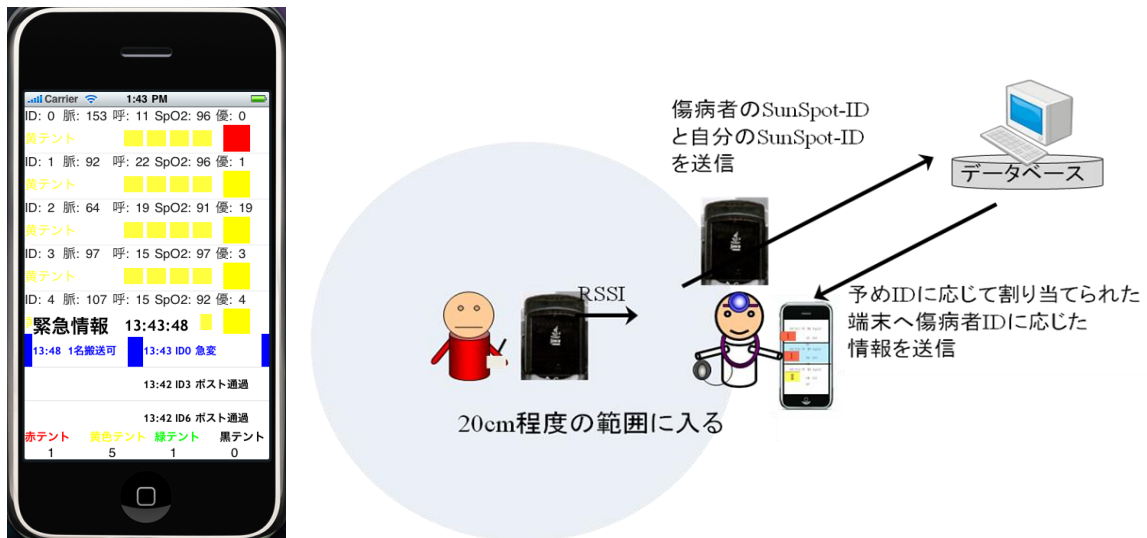 Carrier 1:43 PM
ID: 0 脈: 153 呼: 11 SpO2: 96 優: 0
黄テント
ID: 1 脈: 92 呼: 22 SpO2: 96 優: 1
黄テント
ID: 2 脈: 64 呼: 19 SpO2: 91 優: 19
黄テント
ID: 3 脈: 97 呼: 15 SpO2: 97 優: 3
黄テント
ID: 4 脈: 107 呼: 15 SpO2: 92 優: 4
緊急情報 13:43:48
13:48 1名搬送可 13:43 ID0 急変
13:42 ID3 ポスト通過
13:42 ID6 ポスト通過
赤テント 黄色テント 緑テント 黒テント
1 5 1 0
傷病者のSunSpot-ID
と自分のSunSpot-ID
を送信
データベース
RSSI
予めIDに応じて割り当てられた
端末へ傷病者IDに応じた
情報を送信
20cm程度の範囲に入る